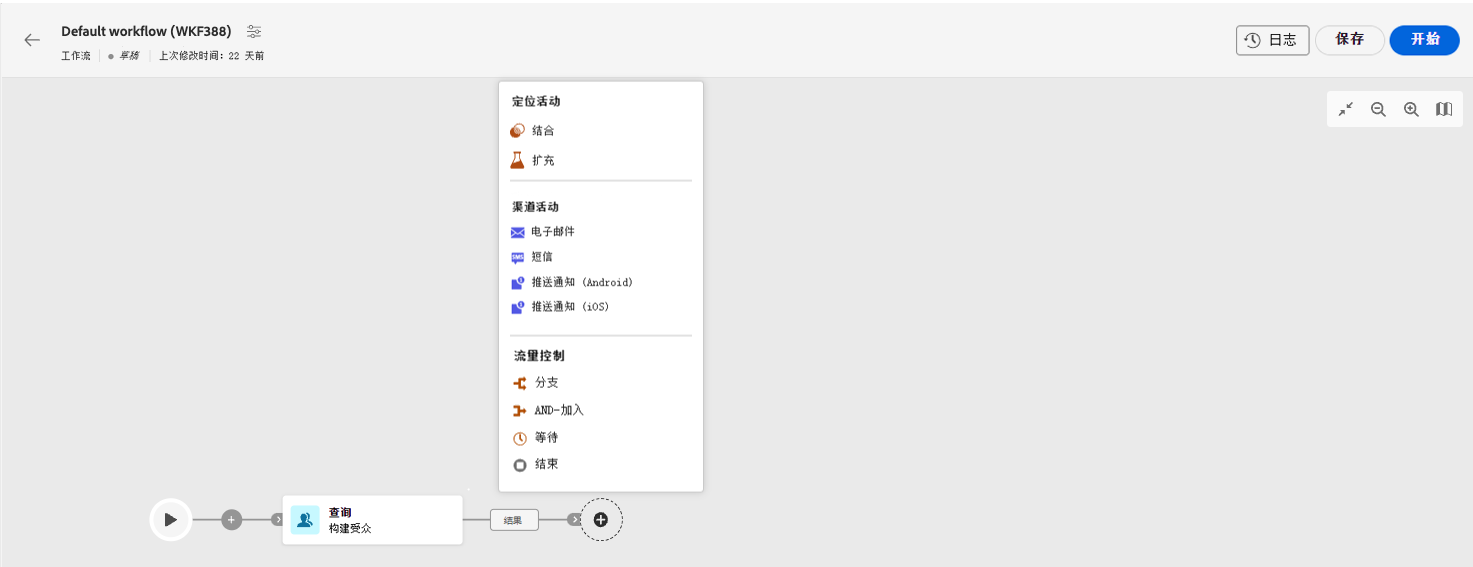 Default workflow (WKF388)
工作流 草稿 上次修改时间: 22 天前
日志 保存 开始
定位活动
结合
扩充
渠道活动
电子邮件
SMS 短信
推送通知 (Android)
推送通知 (iOS)
流量控制
分支
AND-加入
等待
结束
查询
构建受众
结果